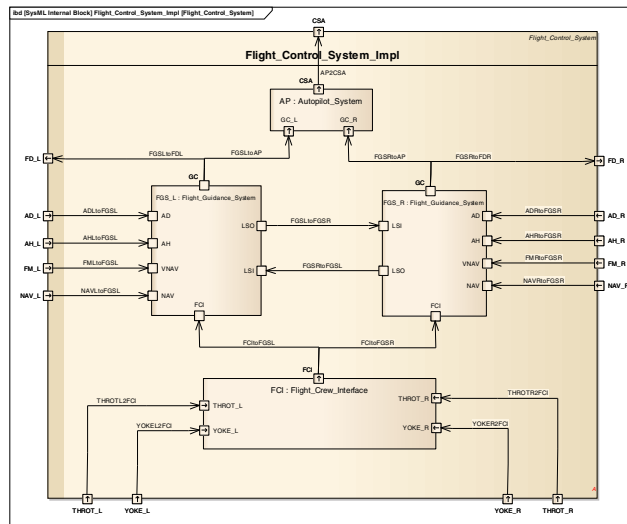 ibd [SysML Internal Block] Flight_Control_System_Impl [Flight_Control_System]
CSA
Flight_Control_System
Flight_Control_System_Impl
AP2CSA
CSA
AP : Autopilot_System
GC_L
GC_R
FGSLtoFDL
FGSLtoAP
FGSRtoAP
FGSRtoFDR
FD_L
FD_R
GC
GC
FGS_L : Flight_Guidance_System
FGS_R : Flight_Guidance_System
AD_L
ADLtoFGSL
AD
LSO
FGSLtoFGSR
LSI
AD
ADRtoFGSR
AD_R
AH_L
AHLtoFGSL
AH
AH
AHRtoFGSR
AH_R
FM_L
FMLtoFGSL
VNAV
LSI
FGSRtoFGSL
LSO
VNAV
FMRtoFGSR
FM_R
NAV_L
NAVLtoFGSL
NAV
NAV
NAVRtoFGSR
NAV_R
FCI
FCI
FCItoFGSL
FCItoFGSR
FCI
FCI : Flight_Crew_Interface
THROTL2FCI
THROT_L
THROT_R
THROTR2FCI
YOKEL2FCI
YOKE_L
YOKE_R
YOKER2FCI
A
THROT_L
YOKE_L
YOKE_R
THROT_R